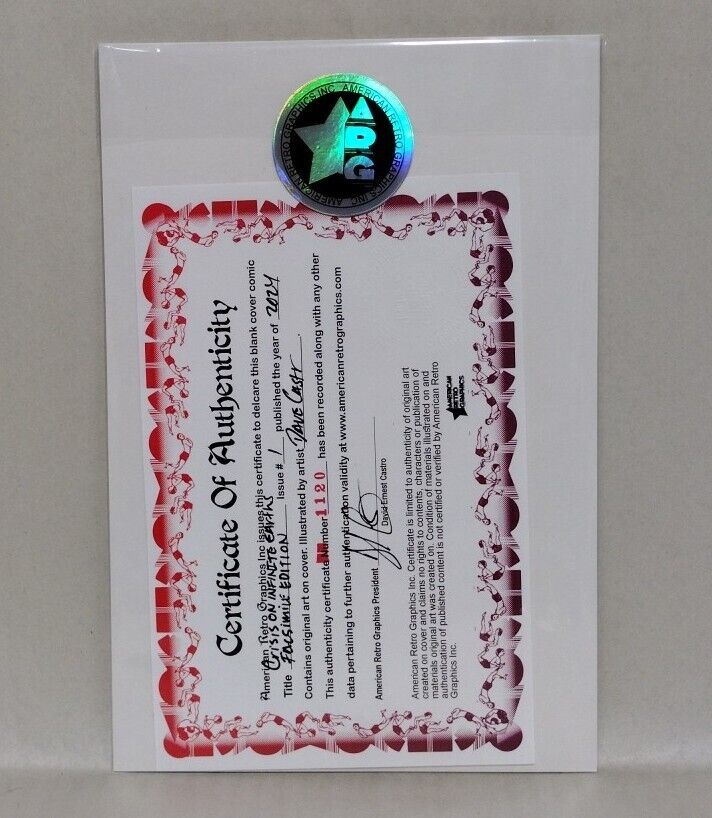 AMERICAN RETRO GRAPHICS INC. AMERICAN RETRO GRAPHICS INC.
ARG
Certificate Of Authenticity
American Retro Graphics Inc issues this certificate to delcare this blank cover comic
CRISIS ON INFINITE EARTHS
Title FACSIMILE EDITION Issue # 1 published the year of 2024
Contains original art on cover. Illustrated by artist Dave Castr
This authenticity certificate Number 1120 has been recorded along with any other
data pertaining to further authentication validity at www.americanretrographics.com
American Retro Graphics President
David Ernest Castro
American Retro Graphics Inc. Certificate is limited to authenticity of original art
created on cover and claims no rights to contents, characters or publication of
materials original art was created on. Condition of materials illustrated on and
authentication of published content is not certified or verified by American Retro
Graphics Inc.
AMERICAN
RETRO
GRAPHICS